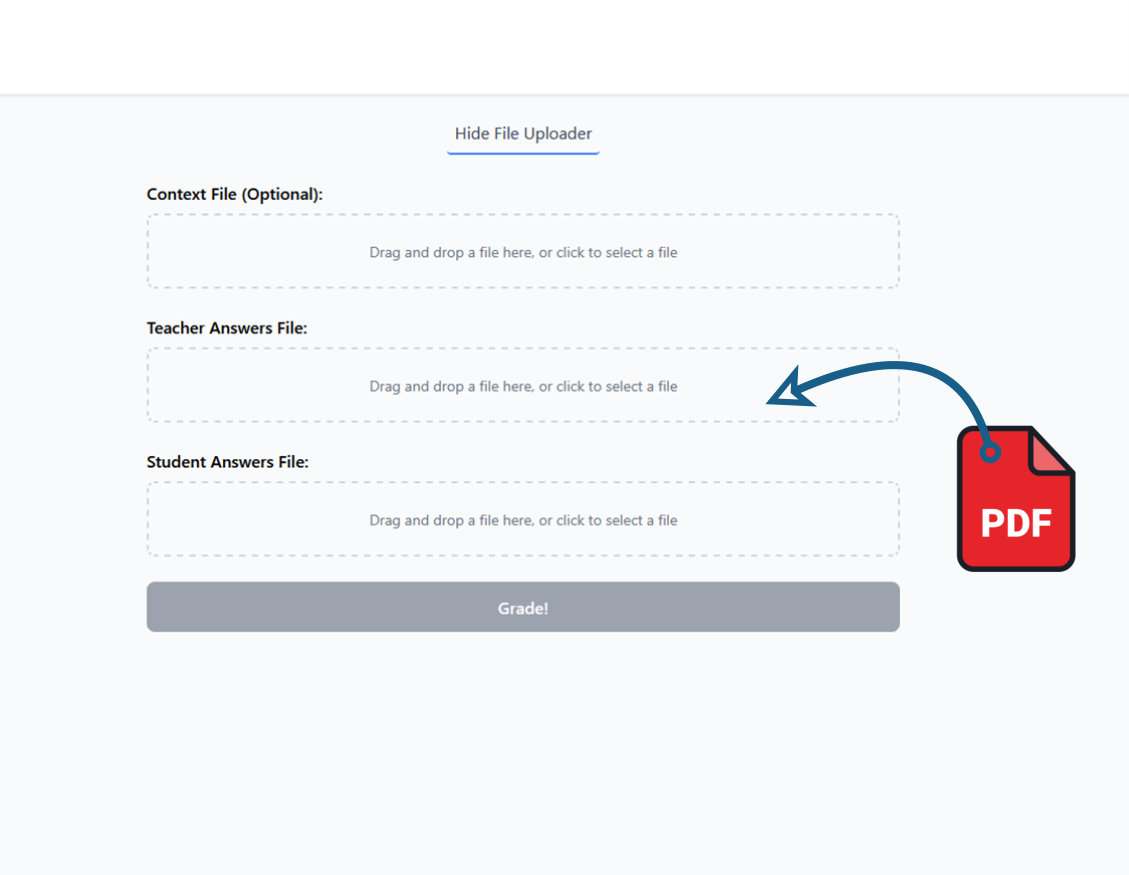 Hide File Uploader
Context File (Optional):
Drag and drop a file here, or click to select a file
Teacher Answers File:
Drag and drop a file here, or click to select a file
Student Answers File:
Drag and drop a file here, or click to select a file
PDF
Grade!